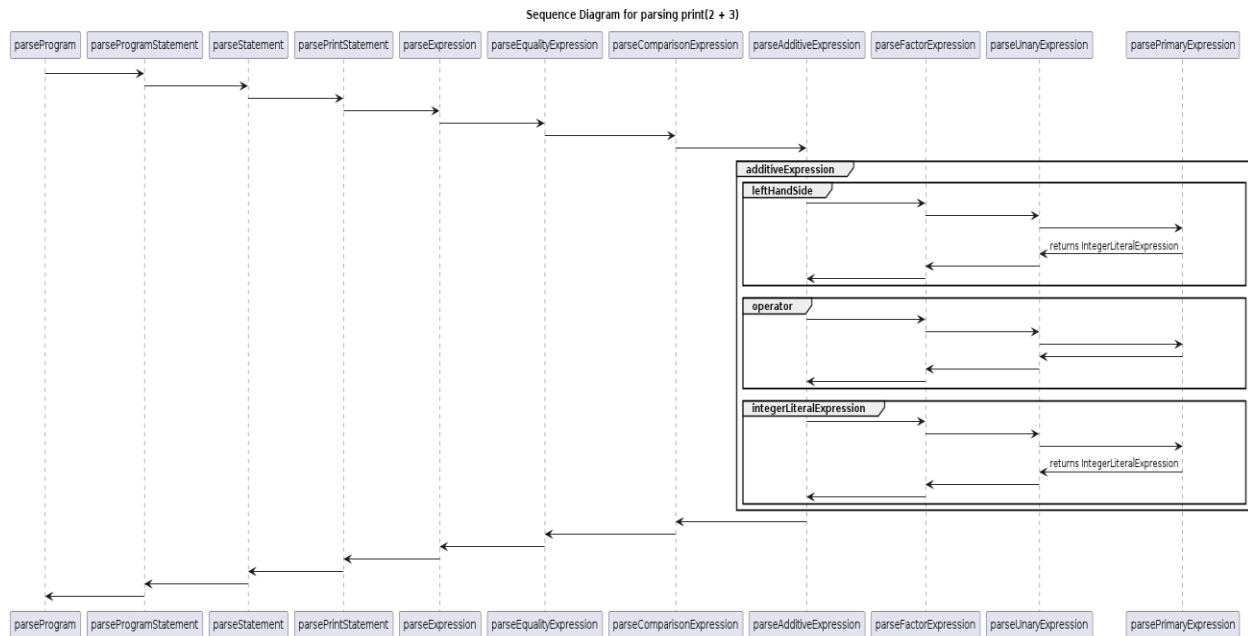 Sequence Diagram for parsing print(2 + 3)
parseProgram parseProgramStatement parseStatement parsePrintStatement parseExpression parseEqualityExpression parseComparisonExpression parseAdditiveExpression parseFactorExpression parseUnaryExpression parsePrimaryExpression
additiveExpression
leftHandSide
returns IntegerLiteralExpression
operator
integerLiteralExpression
returns IntegerLiteralExpression
parseProgram parseProgramStatement parseStatement parsePrintStatement parseExpression parseEqualityExpression parseComparisonExpression parseAdditiveExpression parseFactorExpression parseUnaryExpression parsePrimaryExpression